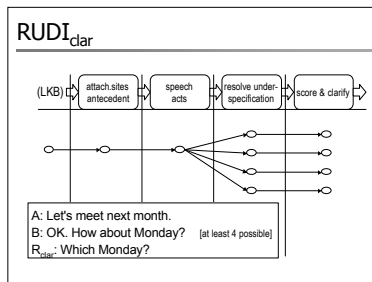 RUDIclar
(LKB)
attach.sites
antecedent
speech
acts
resolve under-
specification
score & clarify
A: Let's meet next month.
B: OK. How about Monday? [at least 4 possible]
Rclar: Which Monday?